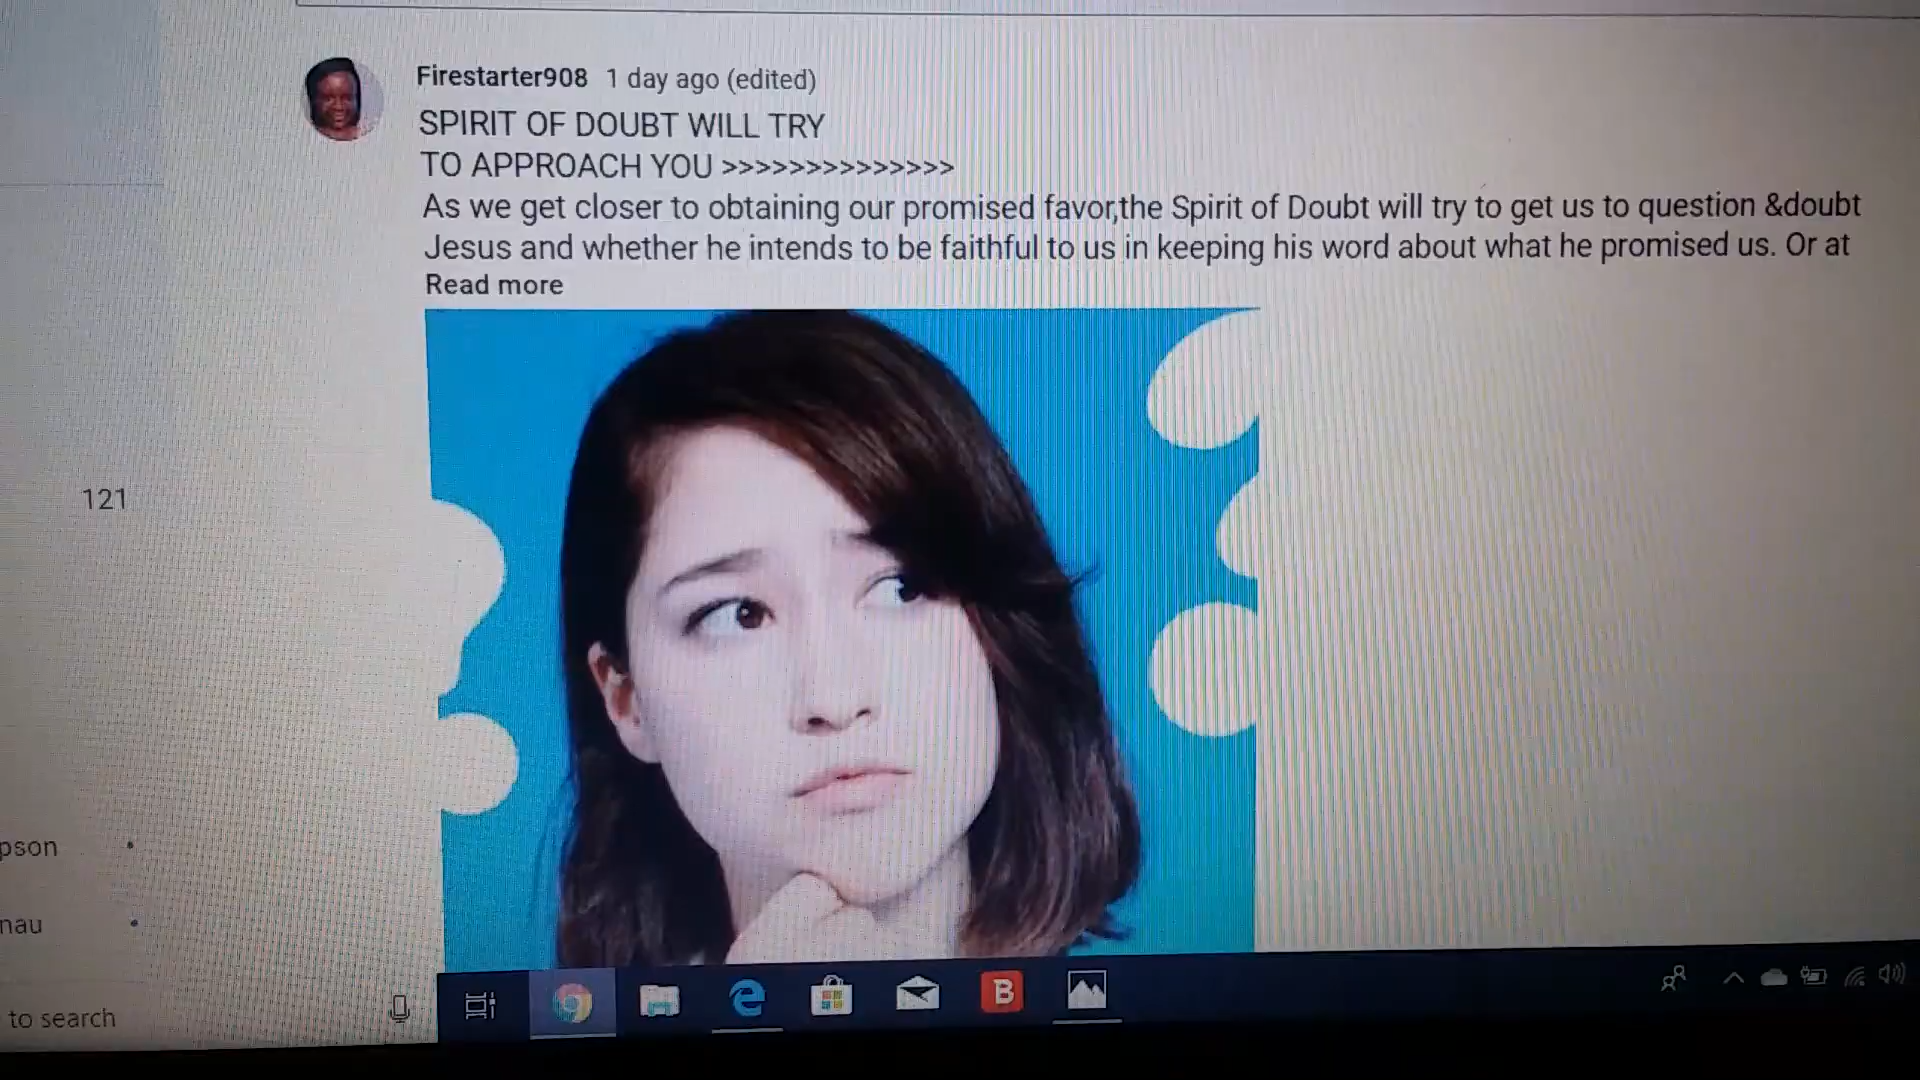 Firestarter908 1 day ago (edited)
SPIRIT OF DOUBT WILL TRY
TO APPROACH YOU >>>>>>>>>>>>>>
As we get closer to obtaining our promised favor,the Spirit of Doubt will try to get us to question &doubt
Jesus and whether he intends to be faithful to us in keeping his word about what he promised us. Or at
Read more
121
pson
nau
to search
B